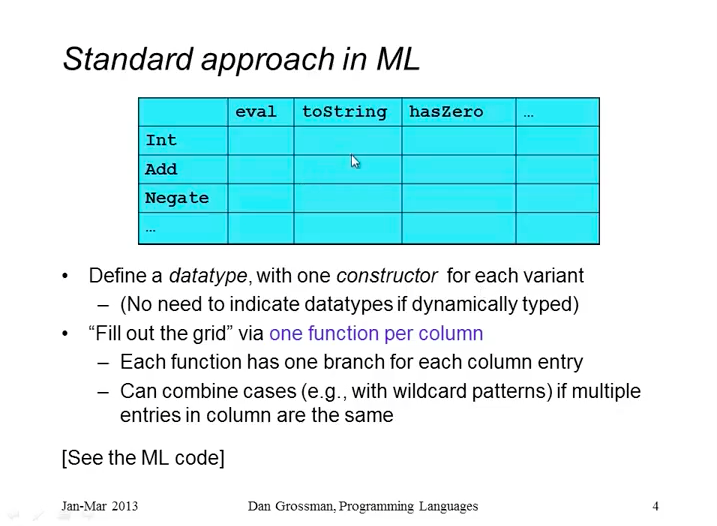 Standard approach in ML
eval toString hasZero …
Int
Add
Negate
…
• Define a datatype, with one constructor for each variant
– (No need to indicate datatypes if dynamically typed)
• “Fill out the grid” via one function per column
– Each function has one branch for each column entry
– Can combine cases (e.g., with wildcard patterns) if multiple
entries in column are the same
[See the ML code]
Jan-Mar 2013 Dan Grossman, Programming Languages 4